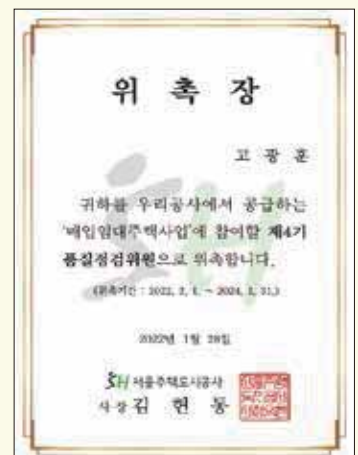 위 촉 장
고 광 훈
귀하를 우리공사에서 공급하는
'매입임대주택사업'에 참여할 제4기
품질점검위원으로 위촉합니다.
(위촉기간 : 2022. 2. 1. ~ 2024. 1. 31.)
2022년 1월 28일
SH 서울주택도시공사
사장 김 헌 동